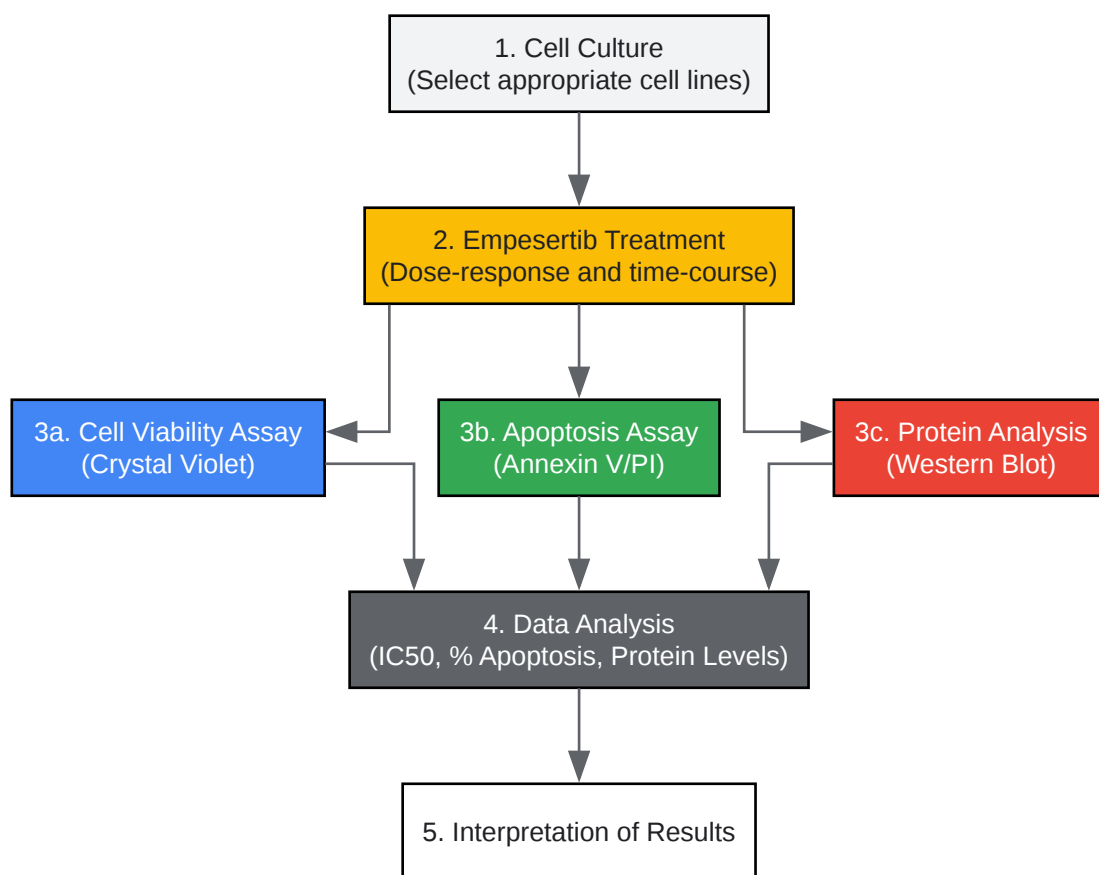 1. Cell Culture
(Select appropriate cell lines)
2. Empesertib Treatment
(Dose-response and time-course)
3a. Cell Viability Assay
(Crystal Violet)
3b. Apoptosis Assay
(Annexin V/PI)
3c. Protein Analysis
(Western Blot)
4. Data Analysis
(IC50, % Apoptosis, Protein Levels)
5. Interpretation of Results